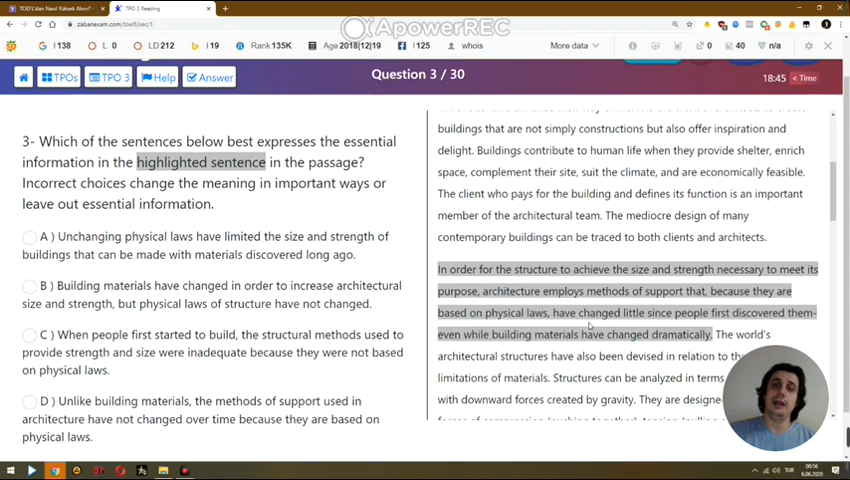 TOEFL'dan Nasıl Yüksek Alınır? -
TPO 3 Reading
zabanexam.com/toefl/sec/1
ApowerREC
138
L 0
LD 212
I 19
Rank 135K
Age 2018|12|19
I 125
whois
More data
0
40
n/a
TPOs
TPO 3
Help
Answer
Question 3 / 30
18:45
< Time
3- Which of the sentences below best expresses the essential
information in the highlighted sentence in the passage?
Incorrect choices change the meaning in important ways or
leave out essential information.
A ) Unchanging physical laws have limited the size and strength of
buildings that can be made with materials discovered long ago.
B ) Building materials have changed in order to increase architectural
size and strength, but physical laws of structure have not changed.
C ) When people first started to build, the structural methods used to
provide strength and size were inadequate because they were not based
on physical laws.
D ) Unlike building materials, the methods of support used in
architecture have not changed over time because they are based on
physical laws.
buildings that are not simply constructions but also offer inspiration and
delight. Buildings contribute to human life when they provide shelter, enrich
space, complement their site, suit the climate, and are economically feasible.
The client who pays for the building and defines its function is an important
member of the architectural team. The mediocre design of many
contemporary buildings can be traced to both clients and architects.
In order for the structure to achieve the size and strength necessary to meet its
purpose, architecture employs methods of support that, because they are
based on physical laws, have changed little since people first discovered them-
even while building materials have changed dramatically. The world's
architectural structures have also been devised in relation to the
limitations of materials. Structures can be analyzed in terms
with downward forces created by gravity. They are designed
TUR
00:56
6.06.2020